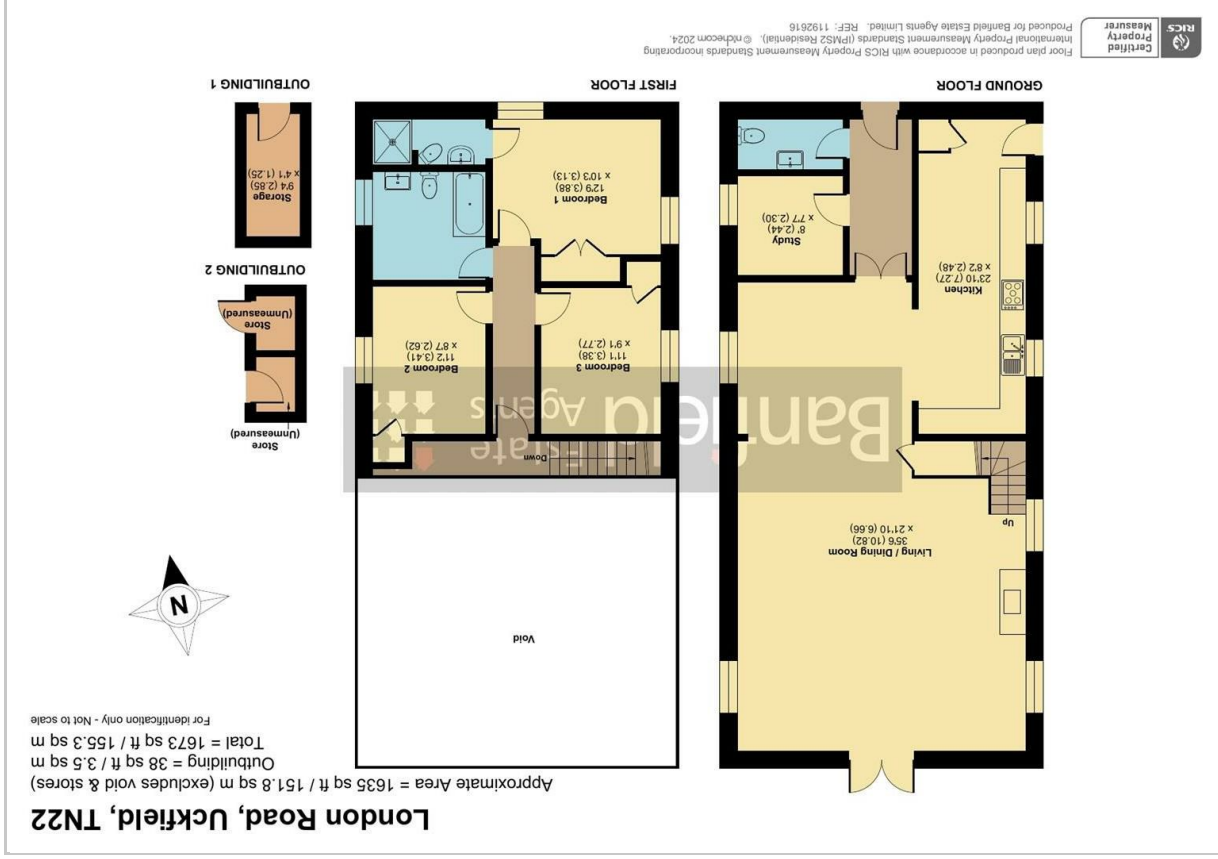 London Road, Uckfield, TN22
Approximate Area = 1635 sq ft / 151.8 sq m (excludes void & stores)
Outbuilding = 38 sq ft / 3.5 sq m
Total = 1673 sq ft / 155.3 sq m
For identification only - Not to scale
N
Living / Dining Room
35'6 (10.82)
x 21'10 (6.66)
Up
Kitchen
23'10 (7.27)
x 8'2 (2.48)
Study
8' (2.44)
x 7'7 (2.30)
GROUND FLOOR
Void
Down
Bedroom 3
11'1 (3.38)
x 9'1 (2.77)
Bedroom 2
11'2 (3.41)
x 8'7 (2.62)
Bedroom 1
12'9 (3.88)
x 10'3 (3.13)
FIRST FLOOR
Store
(Unmeasured)
Store
(Unmeasured)
OUTBUILDING 2
Storage
9'4 (2.85)
x 4'1 (1.25)
OUTBUILDING 1
Banfield Estate Agents
Certified
Property
Measurer
RICS
Floor plan produced in accordance with RICS Property Measurement Standards incorporating
International Property Measurement Standards (IPMS2 Residential). ©nichecom 2024.
Produced for Banfield Estate Agents Limited. REF: 1192616